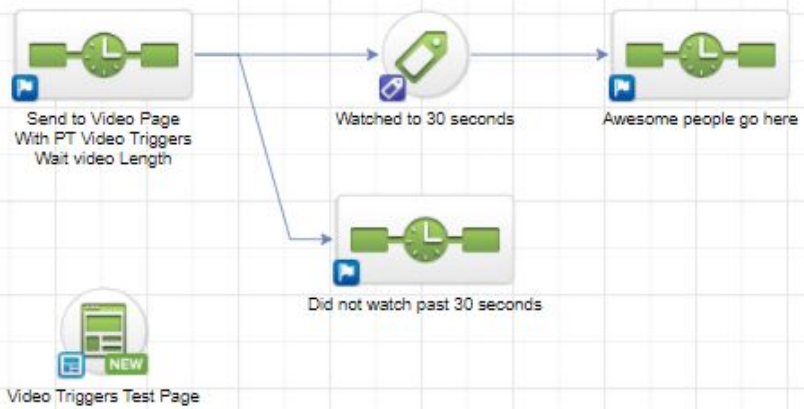 Send to Video Page
With PT Video Triggers
Wait video Length
Watched to 30 seconds
Awesome people go here
Did not watch past 30 seconds
NEW
Video Triggers Test Page